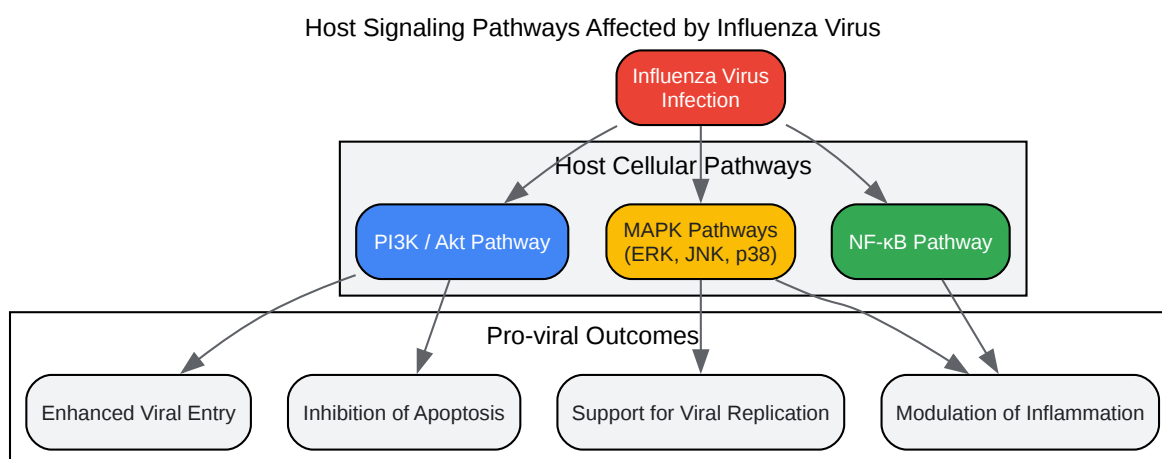 Host Signaling Pathways Affected by Influenza Virus
Influenza Virus
Infection
Host Cellular Pathways
PI3K / Akt Pathway
MAPK Pathways
(ERK, JNK, p38)
NF-κB Pathway
Pro-viral Outcomes
Enhanced Viral Entry
Inhibition of Apoptosis
Support for Viral Replication
Modulation of Inflammation